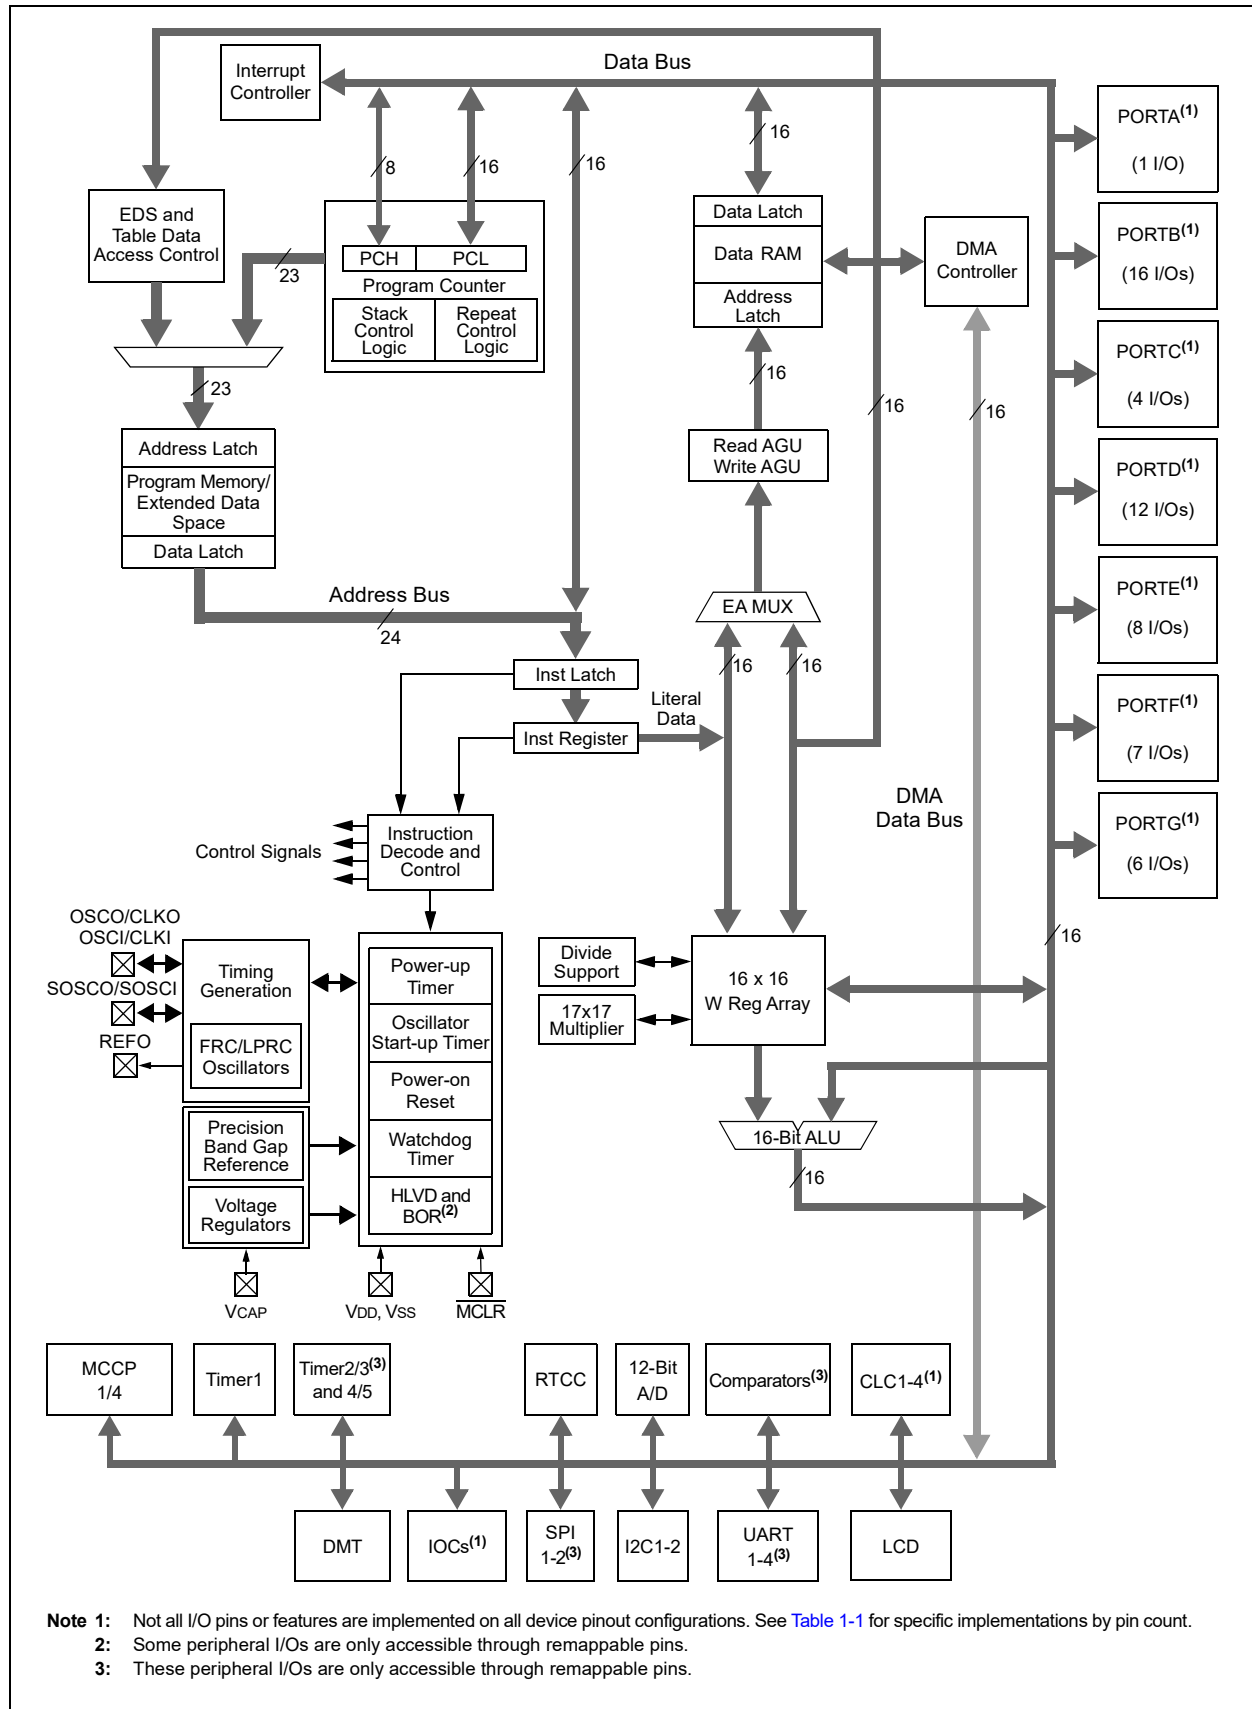 Data Bus
Interrupt
Controller
16
8
16
16
PORTA(1)
(1 I/O)
EDS and
Table Data
Access Control
23
PCH
PCL
Program Counter
Stack
Control
Logic
Repeat
Control
Logic
Data Latch
Data RAM
Address
Latch
DMA
Controller
PORTB(1)
(16 I/Os)
23
16
16
16
PORTC(1)
(4 I/Os)
Address Latch
Program Memory/
Extended Data
Space
Data Latch
Read AGU
Write AGU
PORTD(1)
(12 I/Os)
Address Bus
24
EA MUX
16
16
PORTE(1)
(8 I/Os)
Inst Latch
Inst Register
Literal
Data
PORTF(1)
(7 I/Os)
DMA
Data Bus
PORTG(1)
(6 I/Os)
Control Signals
Instruction
Decode and
Control
16
OSCO/CLKO
OSCI/CLKI
SOSCO/SOSCI
REFO
Timing
Generation
FRC/LPRC
Oscillators
Precision
Band Gap
Reference
Voltage
Regulators
Power-up
Timer
Oscillator
Start-up Timer
Power-on
Reset
Watchdog
Timer
HLVD and
BOR(2)
Divide
Support
17x17
Multiplier
16 x 16
W Reg Array
16-Bit ALU
16
VCAP
VDD, VSS
MCLR
MCCP
1/4
Timer1
Timer2/3(3)
and 4/5
RTCC
12-Bit
A/D
Comparators(3)
CLC1-4(1)
DMT
IOCs(1)
SPI
1-2(3)
I2C1-2
UART
1-4(3)
LCD
Note 1: Not all I/O pins or features are implemented on all device pinout configurations. See Table 1-1 for specific implementations by pin count.
2: Some peripheral I/Os are only accessible through remappable pins.
3: These peripheral I/Os are only accessible through remappable pins.